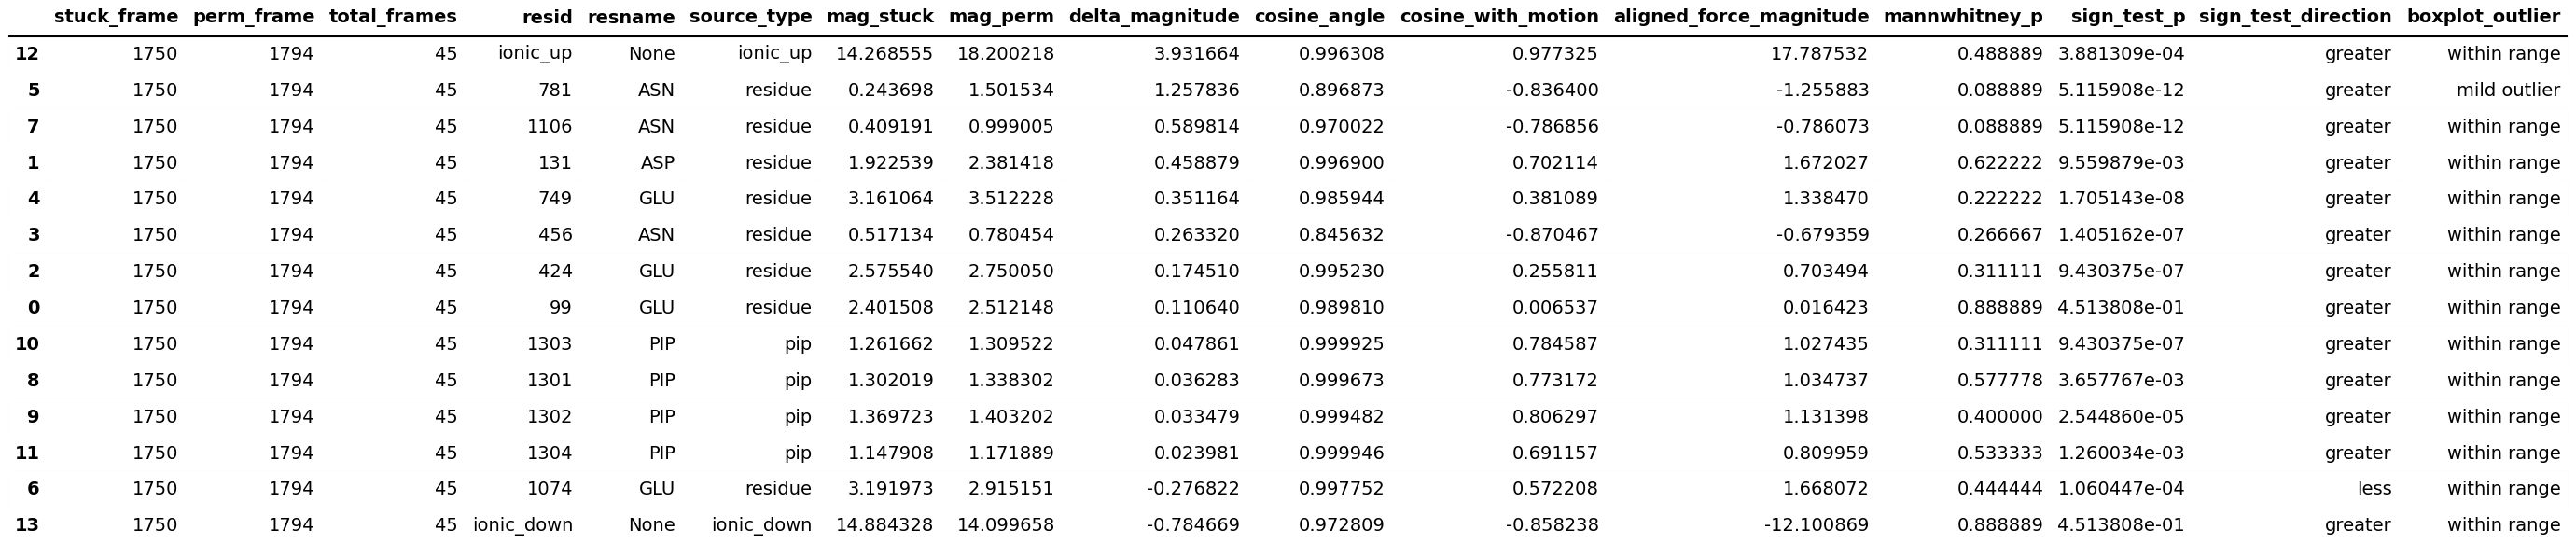 stuck_frame perm_frame total_frames resid resname source_type mag_stuck mag_perm delta_magnitude cosine_angle cosine_with_motion aligned_force_magnitude mannwhitney_p sign_test_p sign_test_direction boxplot_outlier
12 1750 1794 45 ionic_up None ionic_up 14.268555 18.200218 3.931664 0.996308 0.977325 17.787532 0.488889 3.881309e-04 greater within range
5 1750 1794 45 781 ASN residue 0.243698 1.501534 1.257836 0.896873 -0.836400 -1.255883 0.088889 5.115908e-12 greater mild outlier
7 1750 1794 45 1106 ASN residue 0.409191 0.999005 0.589814 0.970022 -0.786856 -0.786073 0.088889 5.115908e-12 greater within range
1 1750 1794 45 131 ASP residue 1.922539 2.381418 0.458879 0.996900 0.702114 1.672027 0.622222 9.559879e-03 greater within range
4 1750 1794 45 749 GLU residue 3.161064 3.512228 0.351164 0.985944 0.381089 1.338470 0.222222 1.705143e-08 greater within range
3 1750 1794 45 456 ASN residue 0.517134 0.780454 0.263320 0.845632 -0.870467 -0.679359 0.266667 1.405162e-07 greater within range
2 1750 1794 45 424 GLU residue 2.575540 2.750050 0.174510 0.995230 0.255811 0.703494 0.311111 9.430375e-07 greater within range
0 1750 1794 45 99 GLU residue 2.401508 2.512148 0.110640 0.989810 0.006537 0.016423 0.888889 4.513808e-01 greater within range
10 1750 1794 45 1303 PIP pip 1.261662 1.309522 0.047861 0.999925 0.784587 1.027435 0.311111 9.430375e-07 greater within range
8 1750 1794 45 1301 PIP pip 1.302019 1.338302 0.036283 0.999673 0.773172 1.034737 0.577778 3.657767e-03 greater within range
9 1750 1794 45 1302 PIP pip 1.369723 1.403202 0.033479 0.999482 0.806297 1.131398 0.400000 2.544860e-05 greater within range
11 1750 1794 45 1304 PIP pip 1.147908 1.171889 0.023981 0.999946 0.691157 0.809959 0.533333 1.260034e-03 greater within range
6 1750 1794 45 1074 GLU residue 3.191973 2.915151 -0.276822 0.997752 0.572208 1.668072 0.444444 1.060447e-04 less within range
13 1750 1794 45 ionic_down None ionic_down 14.884328 14.099658 -0.784669 0.972809 -0.858238 -12.100869 0.888889 4.513808e-01 greater within range